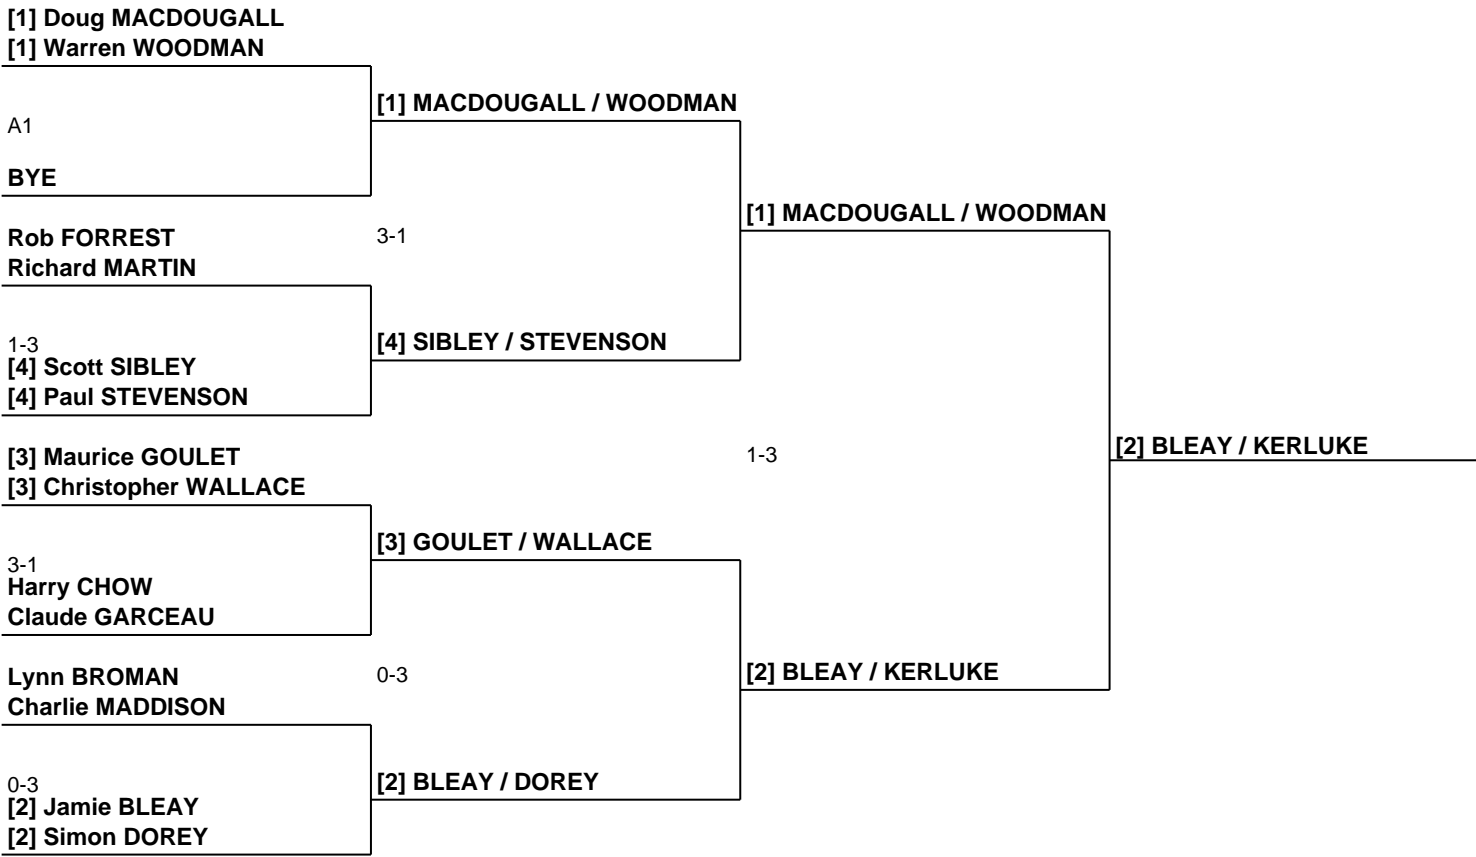 [1] Doug MACDOUGALL
[1] Warren WOODMAN
[1] MACDOUGALL / WOODMAN
A1
BYE
[1] MACDOUGALL / WOODMAN
Rob FORREST
3-1
Richard MARTIN
1-3
[4] SIBLEY / STEVENSON
[4] Scott SIBLEY
[4] Paul STEVENSON
[3] Maurice GOULET
1-3
[2] BLEAY / KERLUKE
[3] Christopher WALLACE
[3] GOULET / WALLACE
3-1
Harry CHOW
Claude GARCEAU
Lynn BROMAN
0-3
[2] BLEAY / KERLUKE
Charlie MADDISON
0-3
[2] BLEAY / DOREY
[2] Jamie BLEAY
[2] Simon DOREY